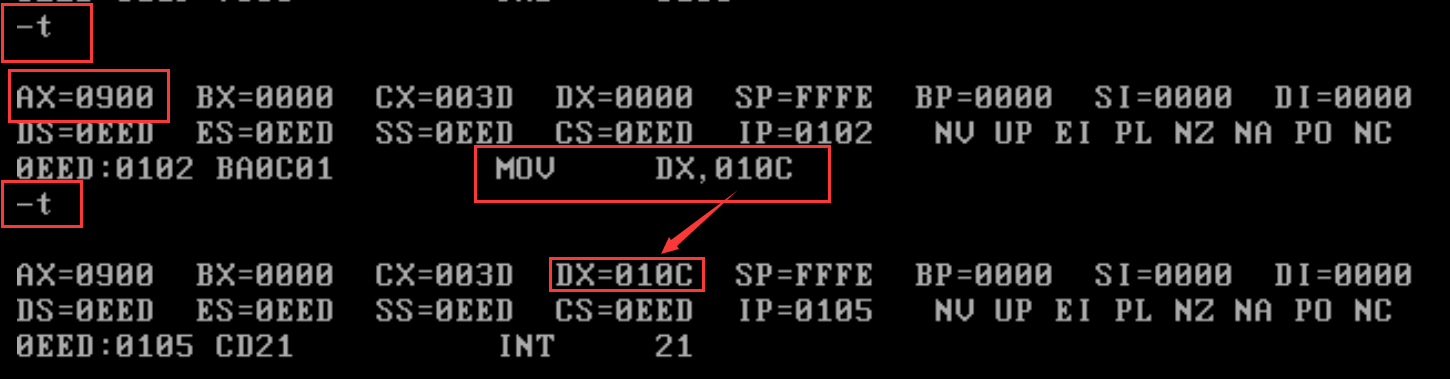 -t
AX=0900 BX=0000 CX=003D DX=0000 SP=FFFE BP=0000 SI=0000 DI=0000
DS=0EED ES=0EED SS=0EED CS=0EED IP=0102 NV UP EI PL NZ NA PO NC
0EED:0102 BA0C01 MOV DX,010C
-t
AX=0900 BX=0000 CX=003D DX=010C SP=FFFE BP=0000 SI=0000 DI=0000
DS=0EED ES=0EED SS=0EED CS=0EED IP=0105 NV UP EI PL NZ NA PO NC
0EED:0105 CD21 INT 21